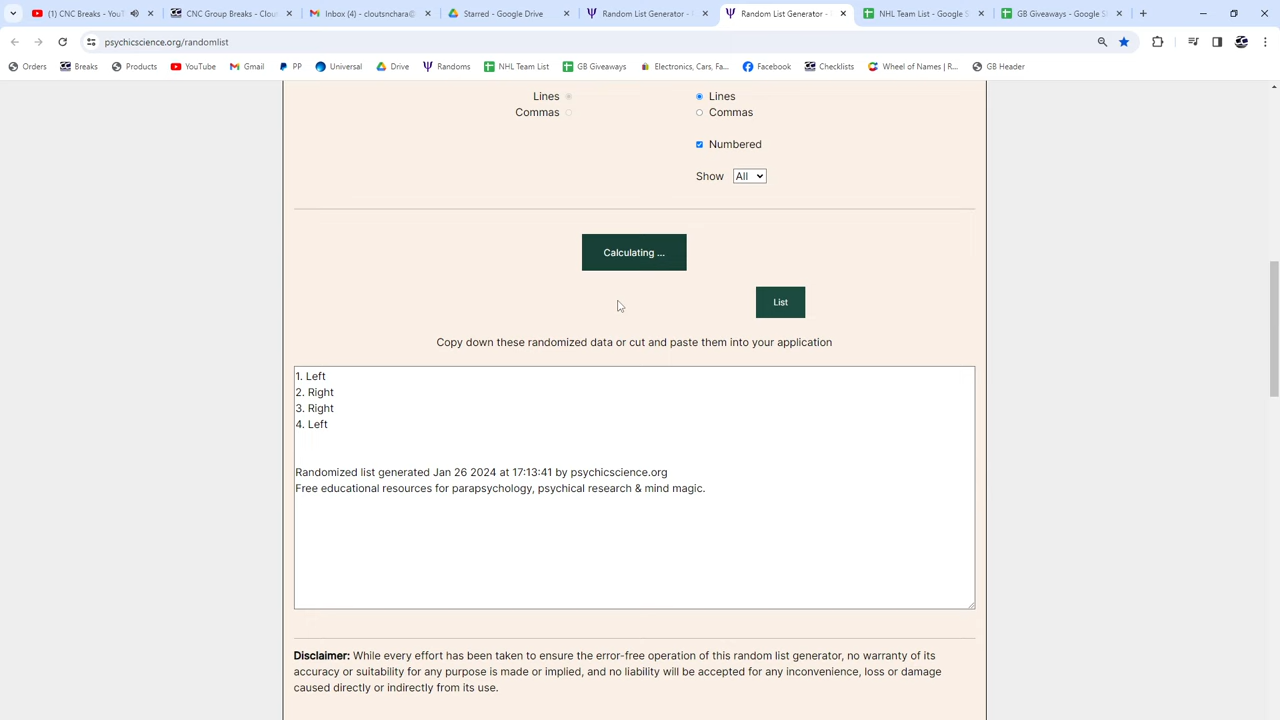 (1) CNC Breaks - YouT
CNC Group Breaks - Clout
Inbox (4) - cloutsnchara@
Starred - Google Drive
Random List Generator -
Random List Generator -
NHL Team List - Google S
GB Giveaways - Google S
psychicscience.org/randomlist
Orders
Breaks
Products
YouTube
Gmail
PP
Universal
Drive
Randoms
NHL Team List
GB Giveaways
Electronics, Cars, Fa...
Facebook
Checklists
Wheel of Names | R...
GB Header
Lines
Lines
Commas
Commas
Numbered
Show All
Calculating ...
List
Copy down these randomized data or cut and paste them into your application
1. Left
2. Right
3. Right
4. Left
Randomized list generated Jan 26 2024 at 17:13:41 by psychicscience.org
Free educational resources for parapsychology, psychical research & mind magic.
Disclaimer: While every effort has been taken to ensure the error-free operation of this random list generator, no warranty of its
accuracy or suitability for any purpose is made or implied, and no liability will be accepted for any inconvenience, loss or damage
caused directly or indirectly from its use.